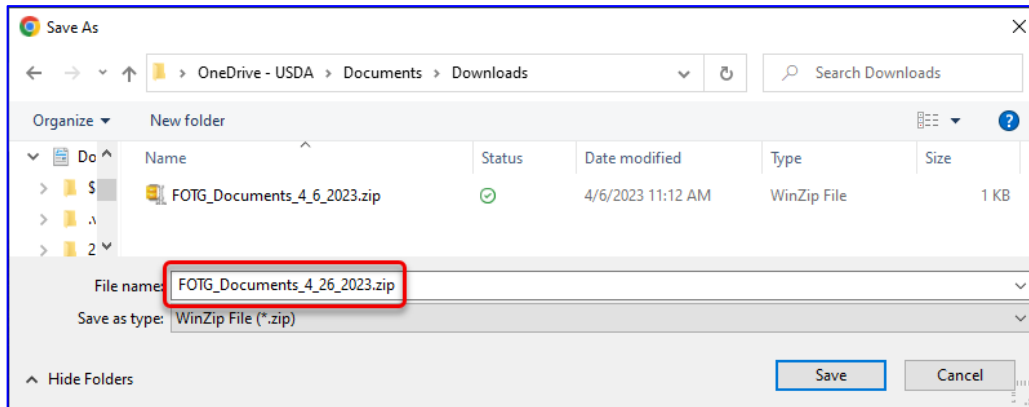 Save As
OneDrive - USDA > Documents > Downloads
Search Downloads
Organize
New folder
Do
Name
Status
Date modified
Type
Size
$
FOTG_Documents_4_6_2023.zip
4/6/2023 11:12 AM
WinZip File
1 KB
.v
2
File name: FOTG_Documents_4_26_2023.zip
Save as type: WinZip File (*.zip)
Hide Folders
Save
Cancel